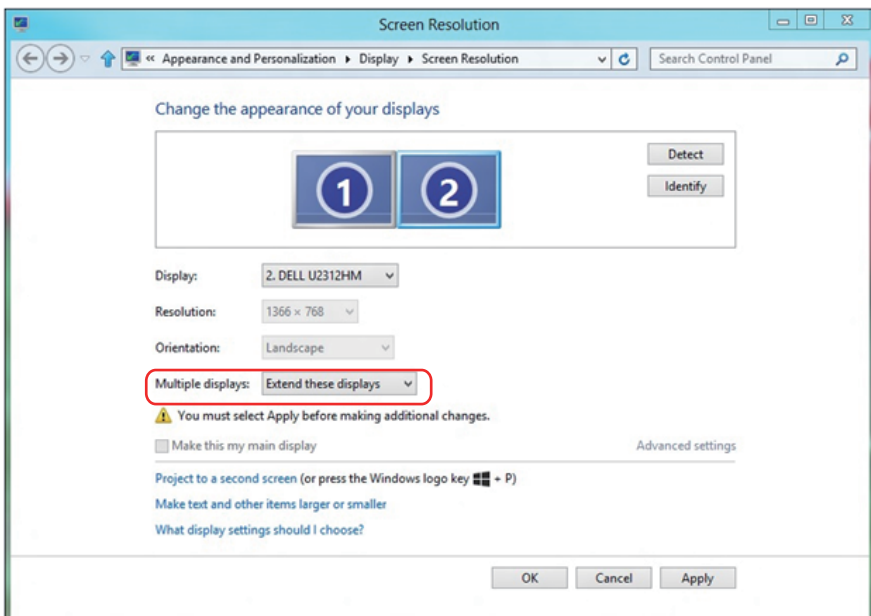 Screen Resolution
« Appearance and Personalization Display Screen Resolution Search Control Panel
Change the appearance of your displays
1 2
Detect
Identify
Display: 2. DELL U2312HM
Resolution: 1366 × 768
Orientation: Landscape
Multiple displays: Extend these displays
You must select Apply before making additional changes.
Make this my main display Advanced settings
Project to a second screen (or press the Windows logo key + P)
Make text and other items larger or smaller
What display settings should I choose?
OK Cancel Apply